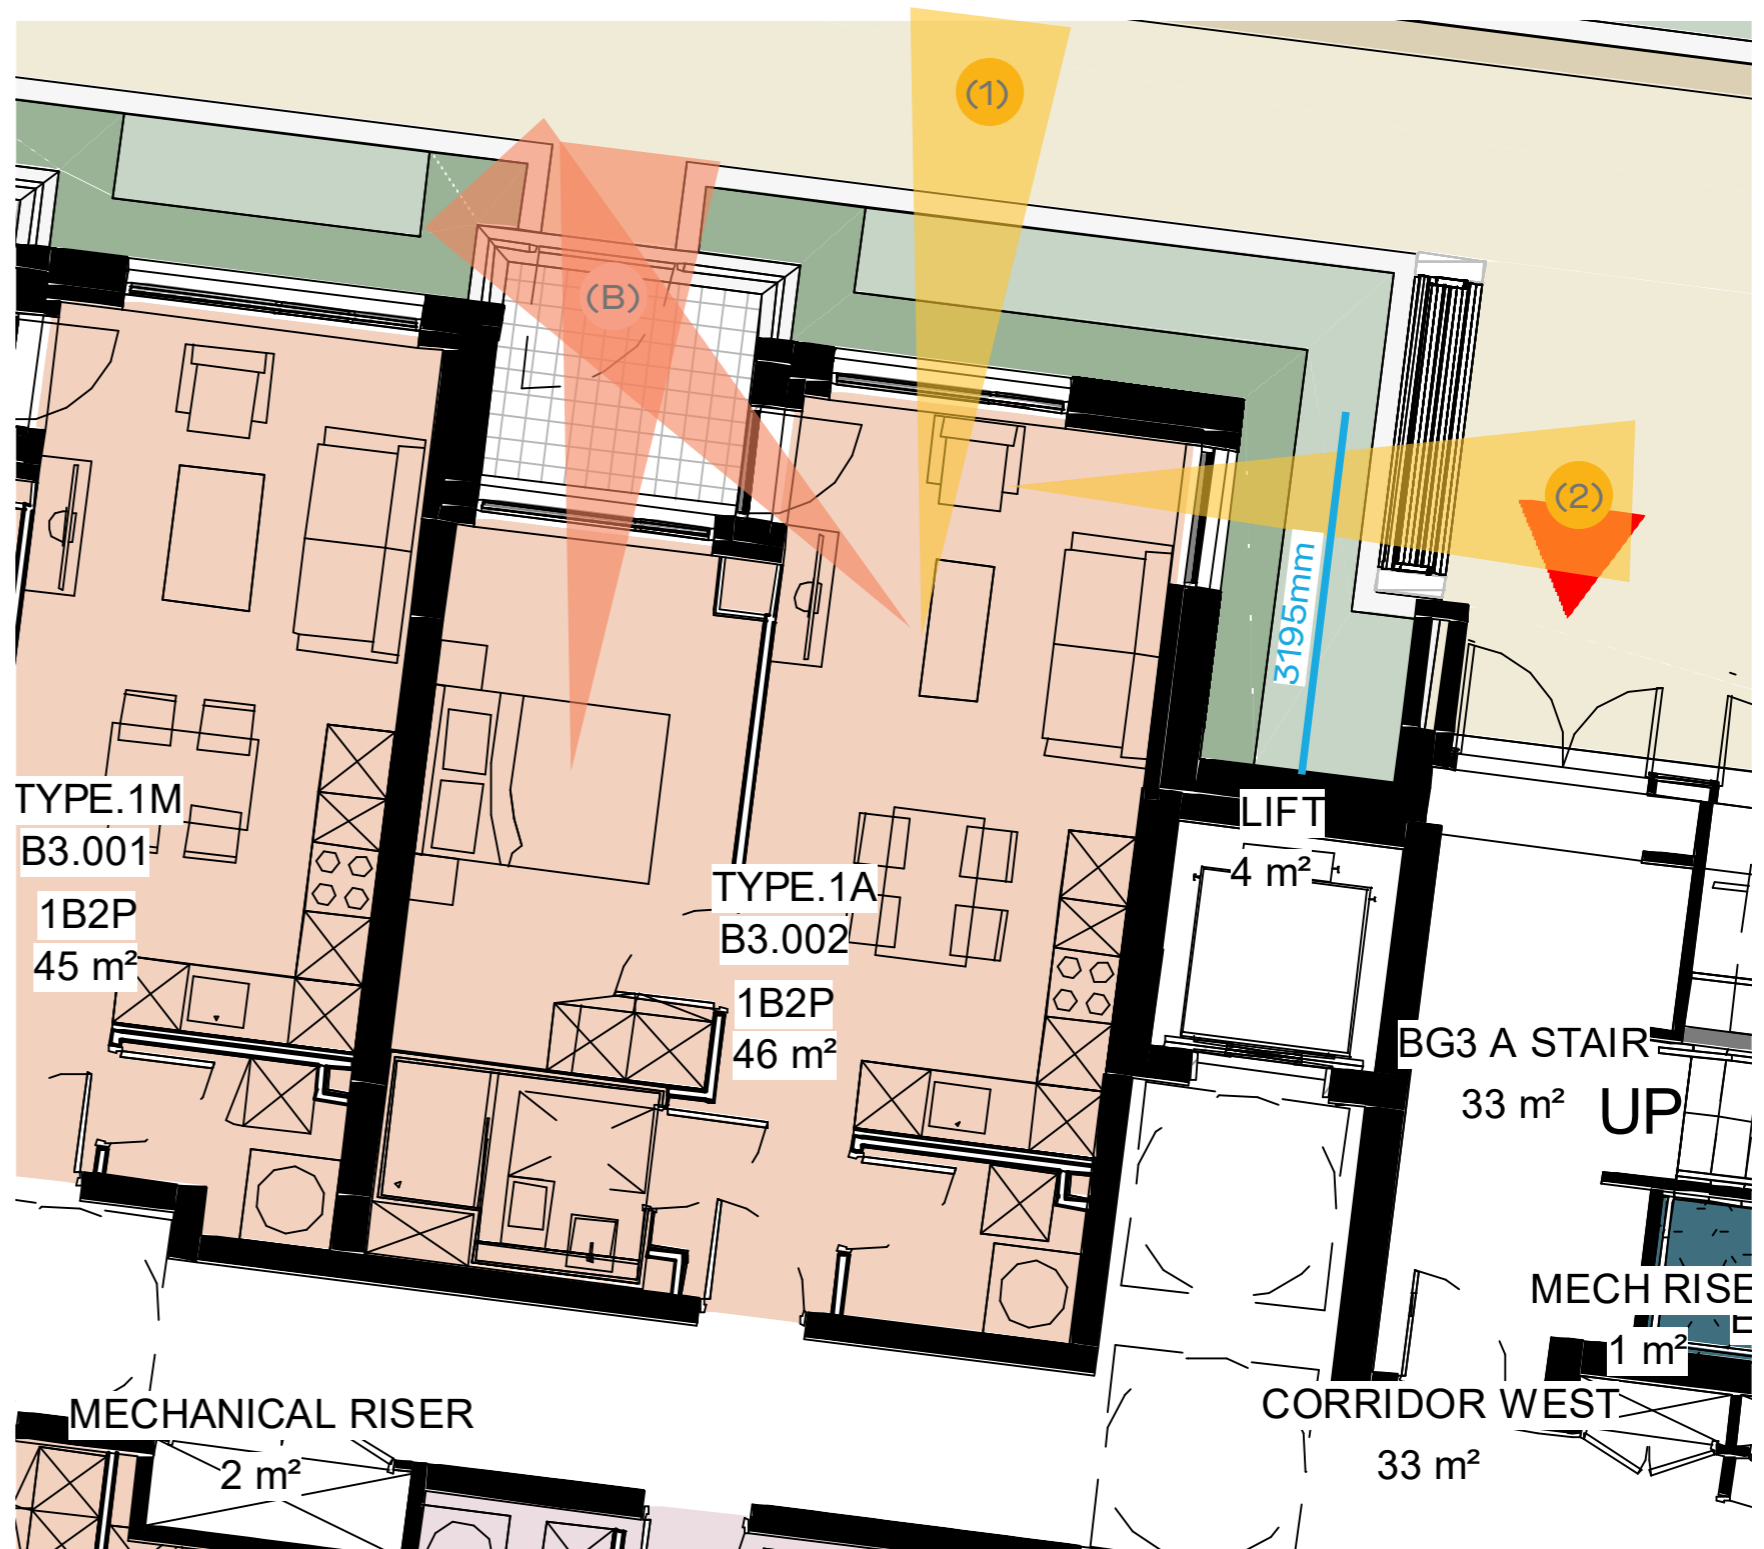 (1)
(B)
(2)
3195mm
TYPE.1M
B3.001
1B2P
45 m²
TYPE.1A
B3.002
1B2P
46 m²
LIFT
4 m²
BG3 A STAIR
33 m²
UP
MECH RISE
E
1 m²
CORRIDOR WEST
33 m²
MECHANICAL RISER
2 m²